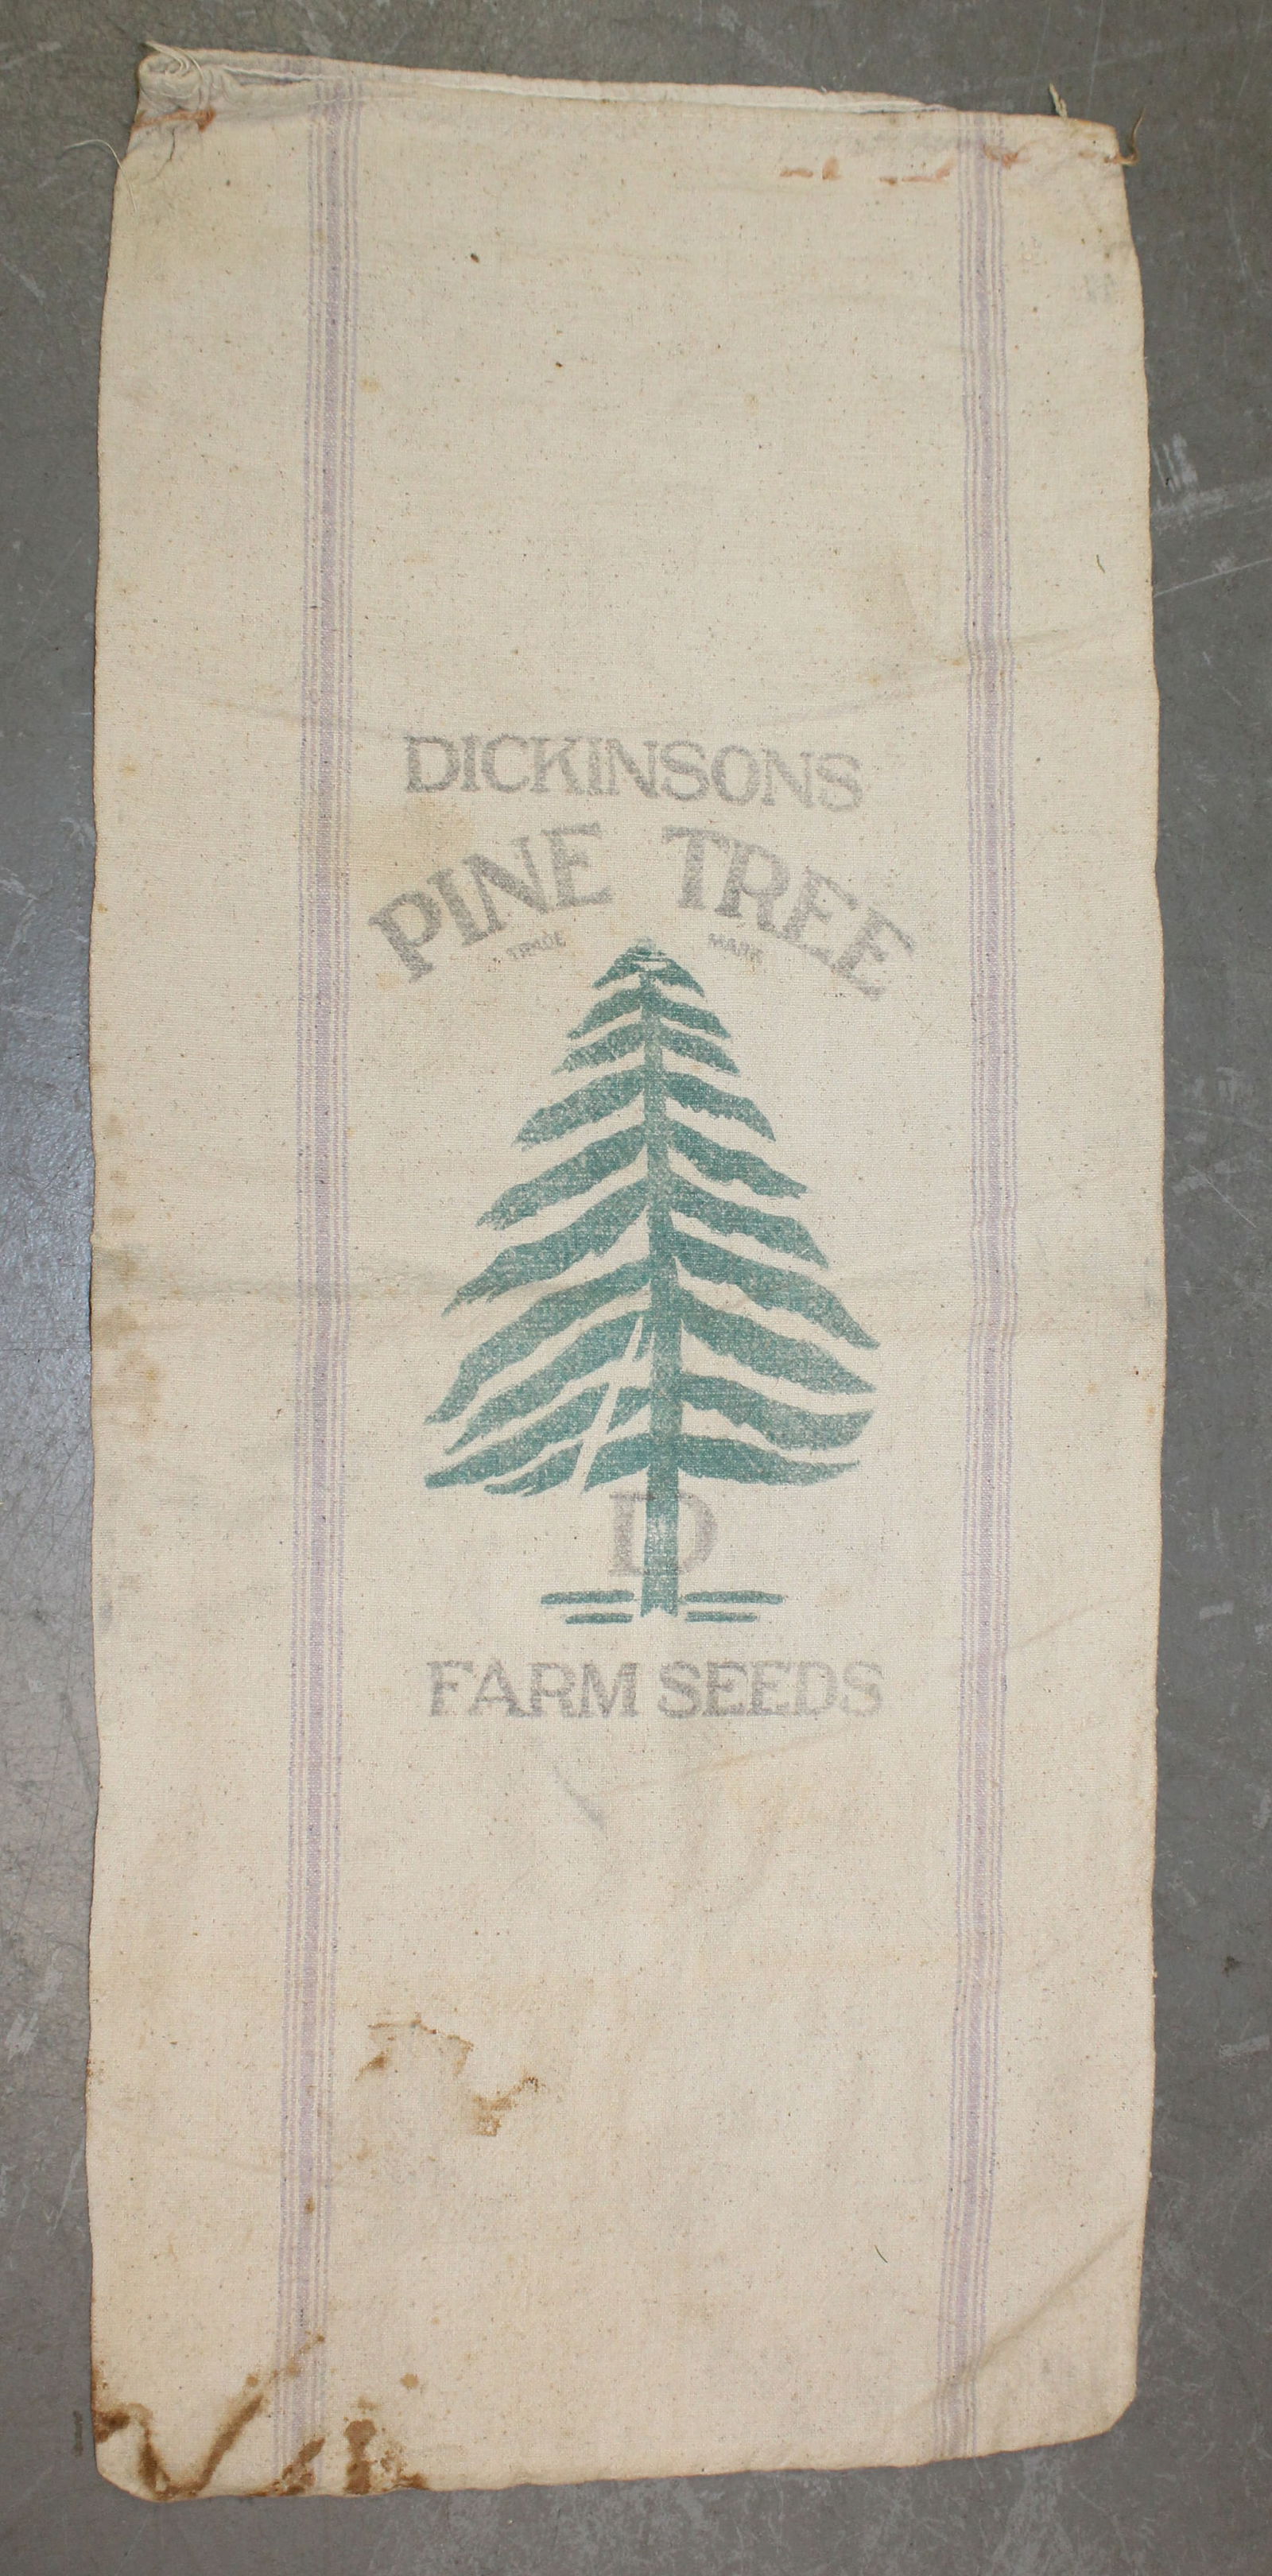 DICKINSONS
PINE TREE
TRADE MARK
D
FARM SEEDS